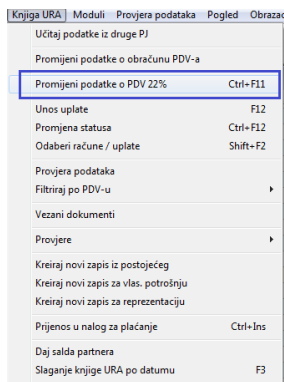 Knjiga URA Moduli Provjera podataka Pogled Obrazac
Učitaj podatke iz druge PJ
Promijeni podatke o obračunu PDV-a
Promijeni podatke o PDV 22% Ctrl+F11
Unos uplate F12
Promjena statusa Ctrl+F12
Odaberi račune / uplate Shift+F2
Provjera podataka
Filtriraj po PDV-u
Vezani dokumenti
Provjere
Kreiraj novi zapis iz postojećeg
Kreiraj novi zapis za vlas. potrošnju
Kreiraj novi zapis za reprezentaciju
Prijenos u nalog za plaćanje Ctrl+Ins
Daj salda partnera
Slaganje knjige URA po datumu F3